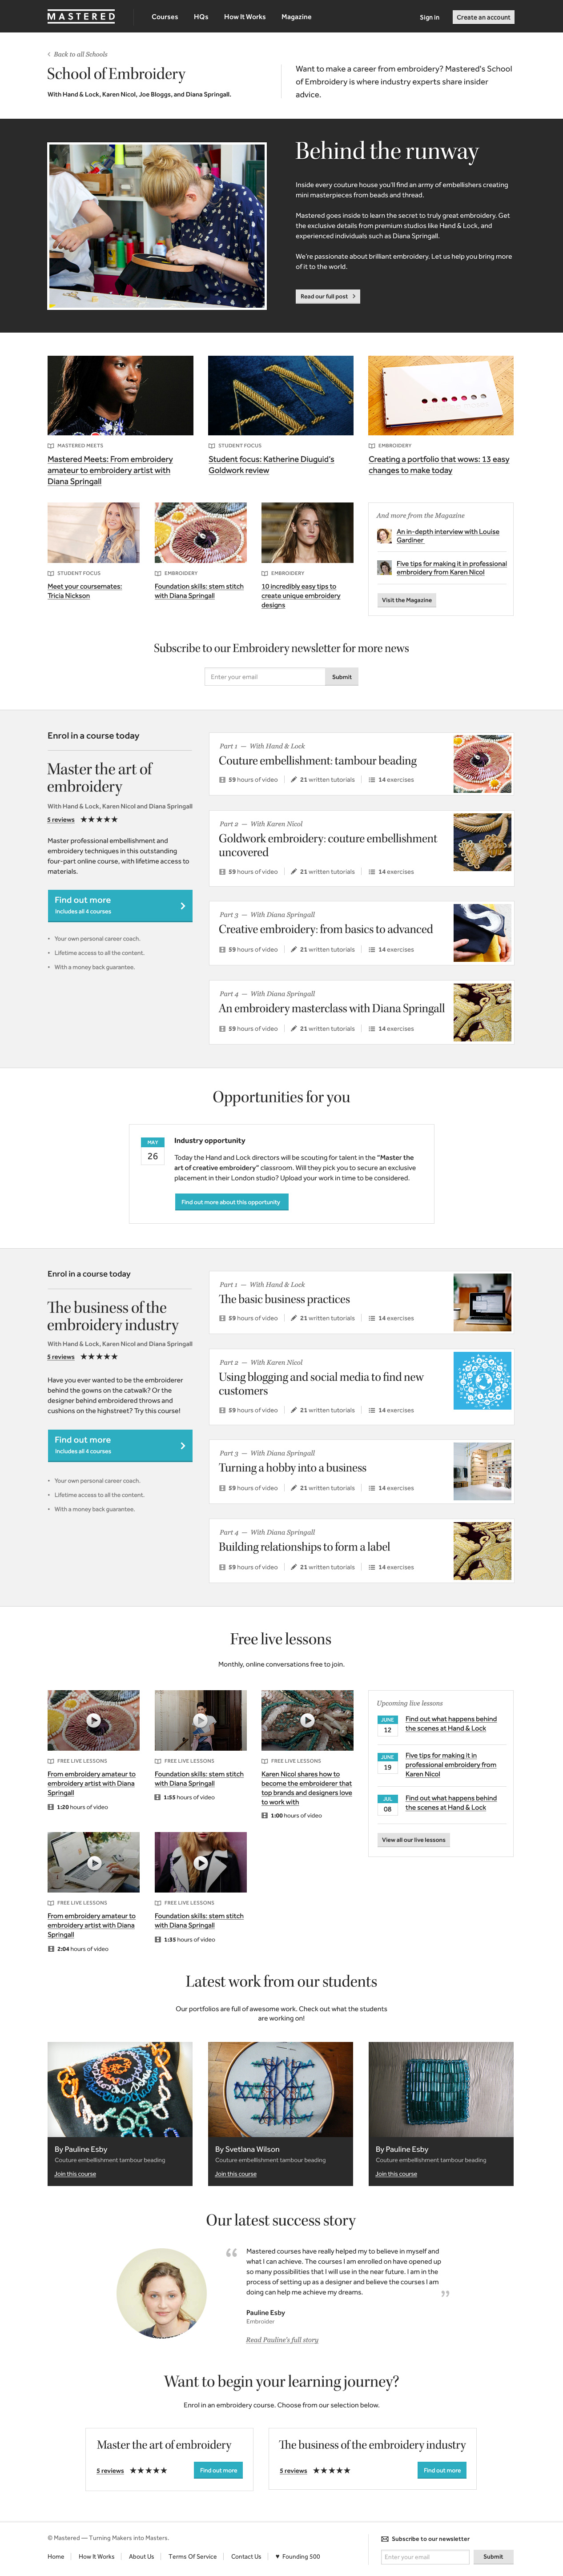 MASTERED
Courses
HQs
How It Works
Magazine
Sign in
Create an account
Back to all Schools
School of Embroidery
With Hand & Lock, Karen Nicol, Joe Bloggs, and Diana Springall.
Want to make a career from embroidery? Mastered's School
of Embroidery is where industry experts share insider
advice.
Behind the runway
Inside every couture house you'll find an army of embellishers creating
mini masterpieces from beads and thread.
Mastered goes inside to learn the secret to truly great embroidery. Get
the exclusive details from premium studios like Hand & Lock, and
experienced individuals such as Diana Springall.
We're passionate about brilliant embroidery. Let us help you bring more
of it to the world.
Read our full post
MASTERED MEETS
Mastered Meets: From embroidery
amateur to embroidery artist with
Diana Springall
STUDENT FOCUS
Student focus: Katherine Diuguid's
Goldwork review
EMBROIDERY
Creating a portfolio that wows: 13 easy
changes to make today
STUDENT FOCUS
Meet your coursemates:
Tricia Nickson
EMBROIDERY
Foundation skills: stem stitch
with Diana Springall
EMBROIDERY
10 incredibly easy tips to
create unique embroidery
designs
And more from the Magazine
An in-depth interview with Louise
Gardiner
Five tips for making it in professional
embroidery from Karen Nicol
Visit the Magazine
Subscribe to our Embroidery newsletter for more news
Enter your email
Submit
Enrol in a course today
Master the art of
embroidery
With Hand & Lock, Karen Nicol and Diana Springall
5 reviews ★★★★★
Master professional embellishment and
embroidery techniques in this outstanding
four-part online course, with lifetime access to
materials.
Find out more
Includes all 4 courses
• Your own personal career coach.
• Lifetime access to all the content.
• With a money back guarantee.
Part 1 — With Hand & Lock
Couture embellishment: tambour beading
59 hours of video
21 written tutorials
14 exercises
Part 2 — With Karen Nicol
Goldwork embroidery: couture embellishment
uncovered
59 hours of video
21 written tutorials
14 exercises
Part 3 — With Diana Springall
Creative embroidery: from basics to advanced
59 hours of video
21 written tutorials
14 exercises
Part 4 — With Diana Springall
An embroidery masterclass with Diana Springall
59 hours of video
21 written tutorials
14 exercises
Opportunities for you
MAY
26
Industry opportunity
Today the Hand and Lock directors will be scouting for talent in the "Master the
art of creative embroidery" classroom. Will they pick you to secure an exclusive
placement in their London studio? Upload your work in time to be considered.
Find out more about this opportunity
Enrol in a course today
The business of the
embroidery industry
With Hand & Lock, Karen Nicol and Diana Springall
5 reviews ★★★★★
Have you ever wanted to be the embroiderer
behind the gowns on the catwalk? Or the
designer behind embroidered throws and
cushions on the highstreet? Try this course!
Find out more
Includes all 4 courses
• Your own personal career coach.
• Lifetime access to all the content.
• With a money back guarantee.
Part 1 — With Hand & Lock
The basic business practices
59 hours of video
21 written tutorials
14 exercises
Part 2 — With Karen Nicol
Using blogging and social media to find new
customers
59 hours of video
21 written tutorials
14 exercises
Part 3 — With Diana Springall
Turning a hobby into a business
59 hours of video
21 written tutorials
14 exercises
Part 4 — With Diana Springall
Building relationships to form a label
59 hours of video
21 written tutorials
14 exercises
Free live lessons
Monthly, online conversations free to join.
FREE LIVE LESSONS
From embroidery amateur to
embroidery artist with Diana
Springall
1:20 hours of video
FREE LIVE LESSONS
Foundation skills: stem stitch
with Diana Springall
1:55 hours of video
FREE LIVE LESSONS
Karen Nicol shares how to
become the embroiderer that
top brands and designers love
to work with
1:00 hours of video
Upcoming live lessons
JUNE
12
Find out what happens behind
the scenes at Hand & Lock
JUNE
19
Five tips for making it in
professional embroidery from
Karen Nicol
JUL
08
Find out what happens behind
the scenes at Hand & Lock
View all our live lessons
FREE LIVE LESSONS
From embroidery amateur to
embroidery artist with Diana
Springall
2:04 hours of video
FREE LIVE LESSONS
Foundation skills: stem stitch
with Diana Springall
1:35 hours of video
Latest work from our students
Our portfolios are full of awesome work. Check out what the students
are working on!
By Pauline Esby
Couture embellishment tambour beading
Join this course
By Svetlana Wilson
Couture embellishment tambour beading
Join this course
By Pauline Esby
Couture embellishment tambour beading
Join this course
Our latest success story
“
Mastered courses have really helped my to believe in myself and
what I can achieve. The courses I am enrolled on have opened up
so many possibilities that I will use in the near future. I am in the
process of setting up as a designer and believe the courses I am
doing can help me achieve my dreams.
”
Pauline Esby
Embroider
Read Pauline's full story
Want to begin your learning journey?
Enrol in an embroidery course. Choose from our selection below.
Master the art of embroidery
5 reviews ★★★★★
Find out more
The business of the embroidery industry
5 reviews ★★★★★
Find out more
© Mastered — Turning Makers into Masters.
Home
How It Works
About Us
Terms Of Service
Contact Us
▼ Founding 500
Subscribe to our newsletter
Enter your email
Submit